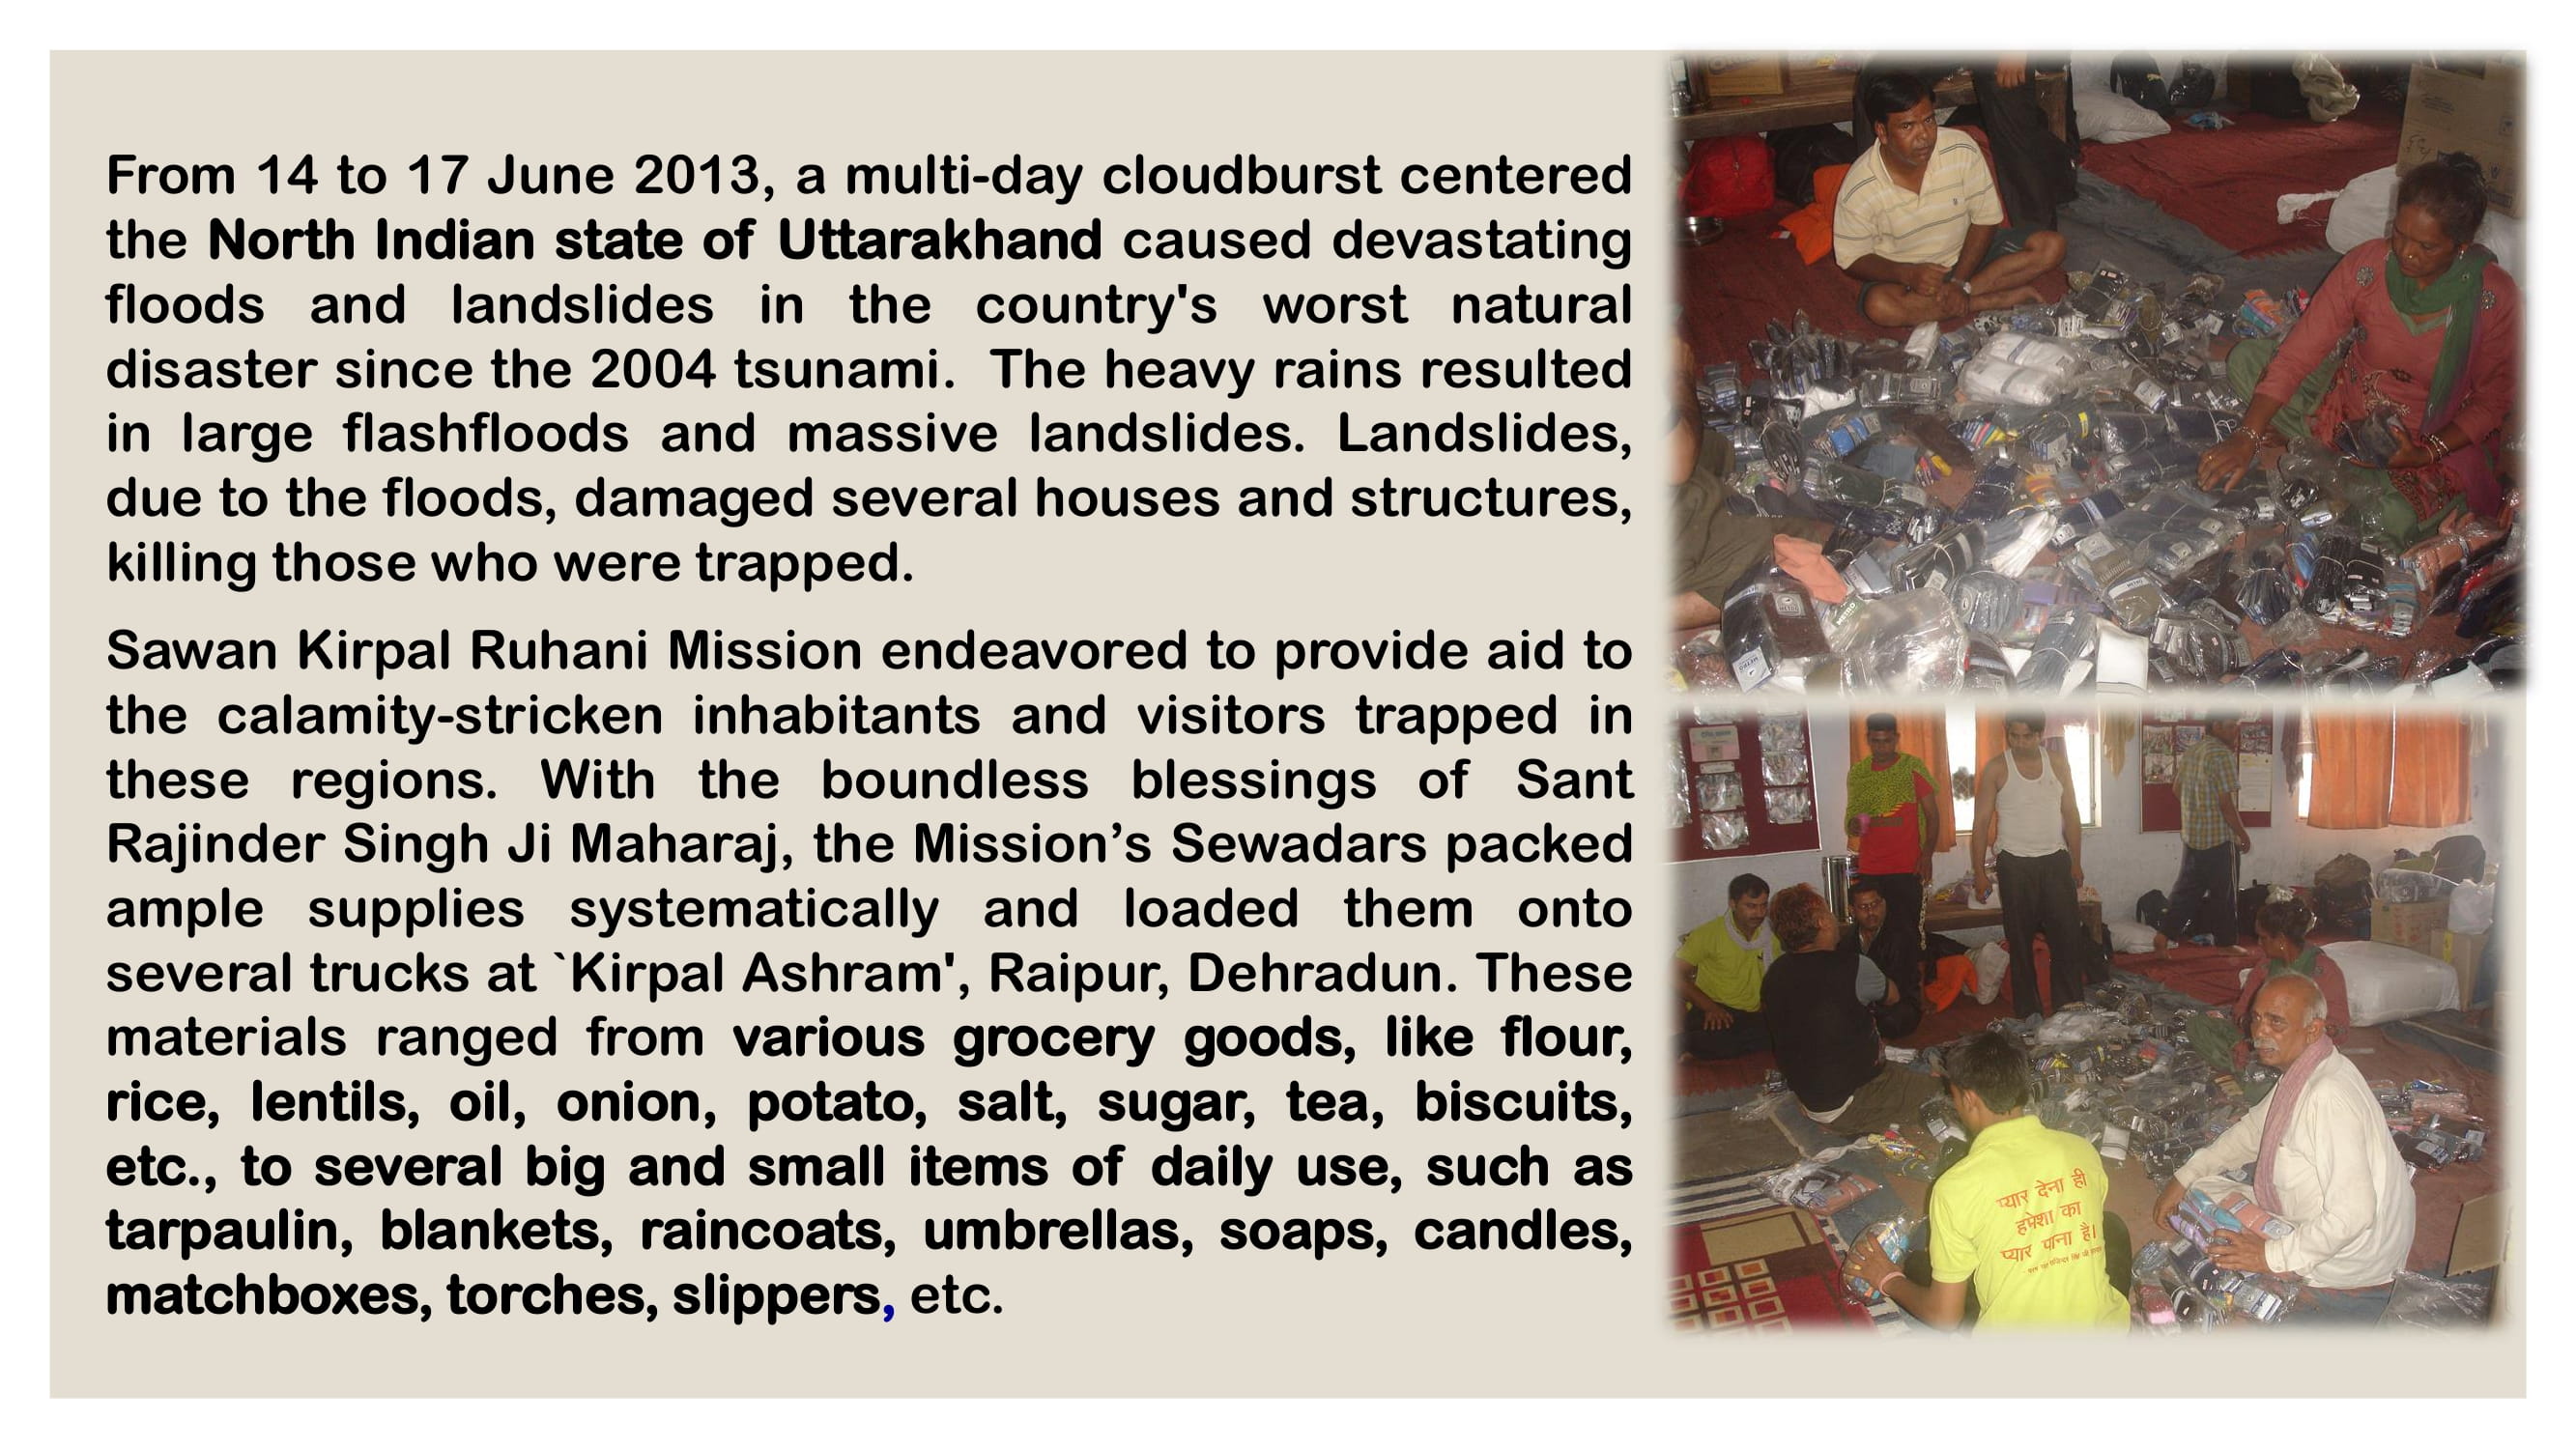 From 14 to 17 June 2013, a multi-day cloudburst centered
the North Indian state of Uttarakhand caused devastating
floods and landslides in the country's worst natural
disaster since the 2004 tsunami.  The heavy rains resulted
in large flashfloods and massive landslides. Landslides,
due to the floods, damaged several houses and structures,
killing those who were trapped.
Sawan Kirpal Ruhani Mission endeavored to provide aid to
the calamity-stricken inhabitants and visitors trapped in
these regions. With the boundless blessings of Sant
Rajinder Singh Ji Maharaj, the Mission’s Sewadars packed
ample supplies systematically and loaded them onto
several trucks at `Kirpal Ashram', Raipur, Dehradun. These
materials ranged from various grocery goods, like flour,
rice, lentils, oil, onion, potato, salt, sugar, tea, biscuits,
etc., to several big and small items of daily use, such as
tarpaulin, blankets, raincoats, umbrellas, soaps, candles,
matchboxes, torches, slippers, etc.
METRO
METRO
प्यार देना ही
हमेशा का
प्यार पाना है।